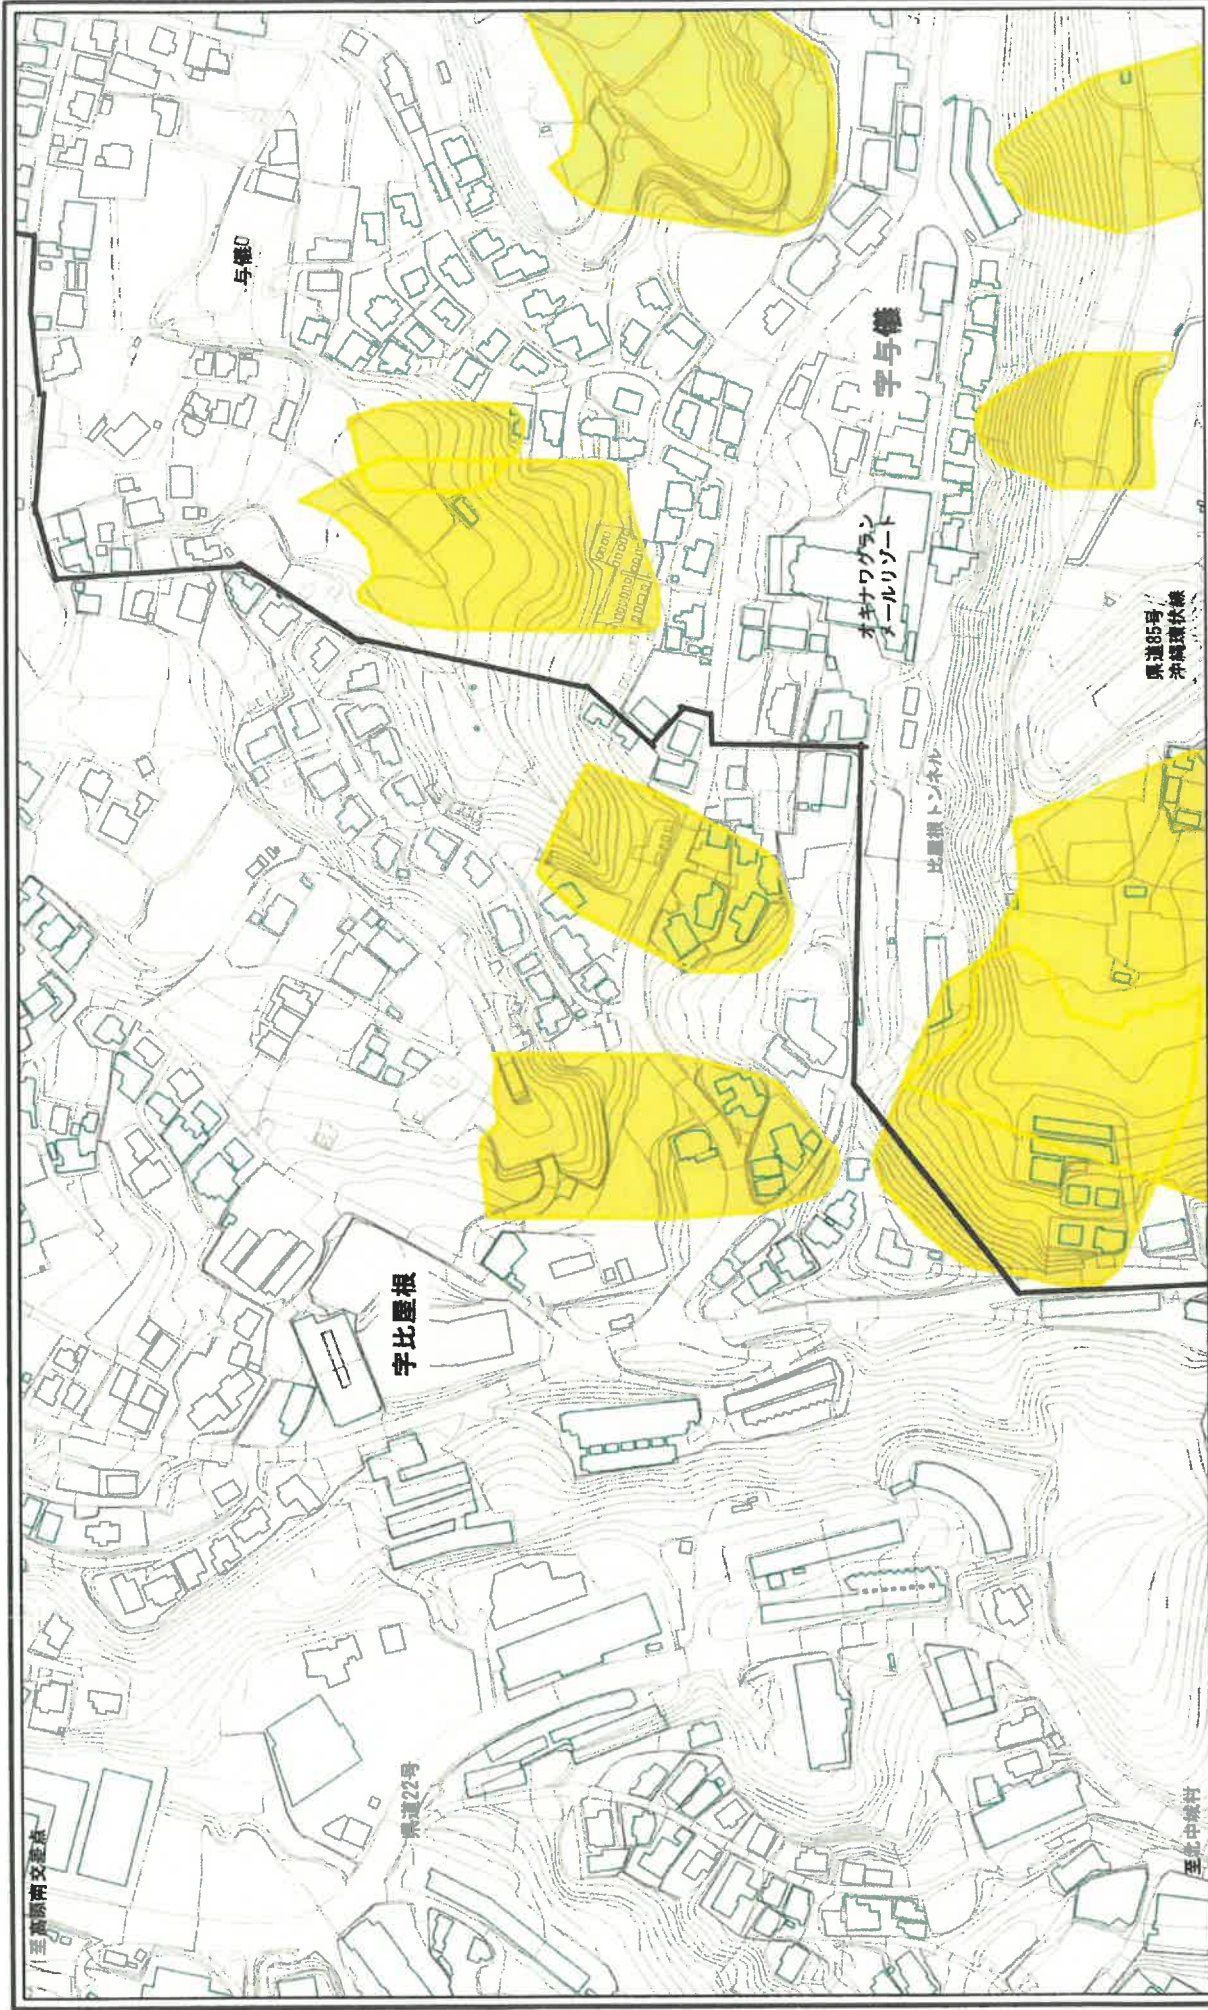 至高原南交差点
県道22号
字比屋根
与儀
至北中城村
比屋根トンネル
オキナワグラン
メールリゾート
字与儀
県道85号
沖縄環状線